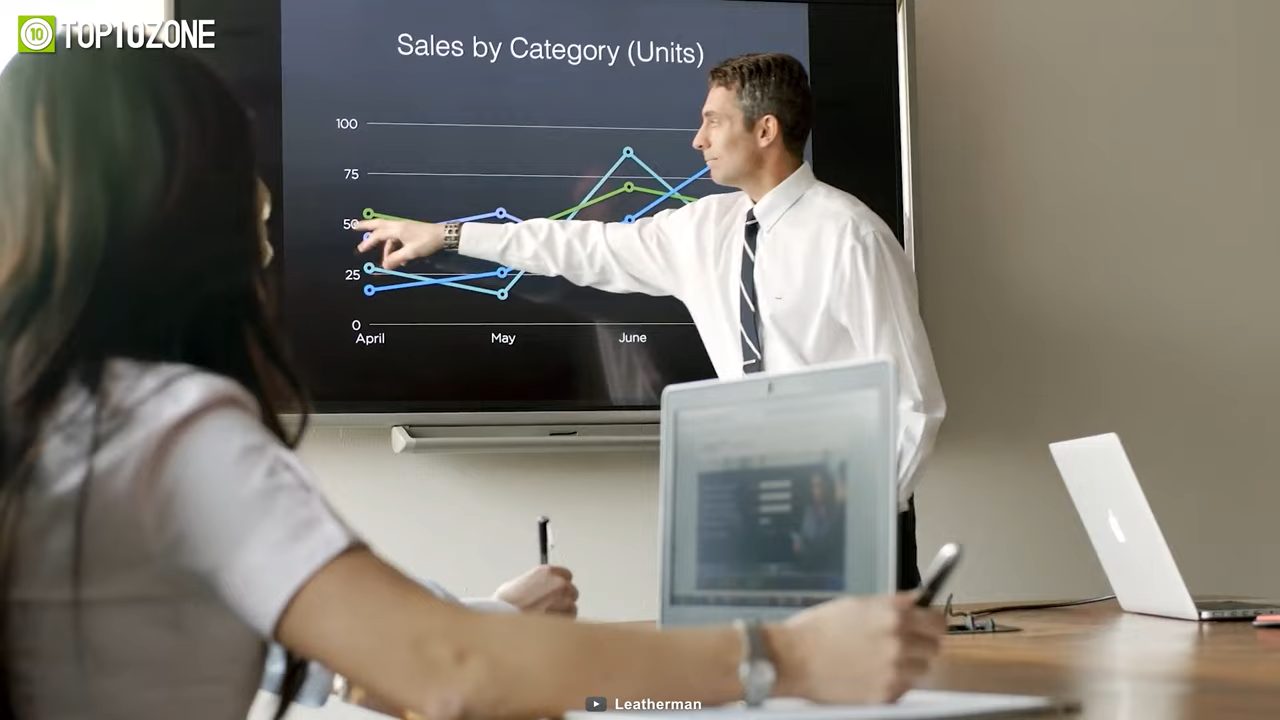 TOP10ZONE
Sales by Category (Units)
100
75
50
25
0
April May June
Leatherman